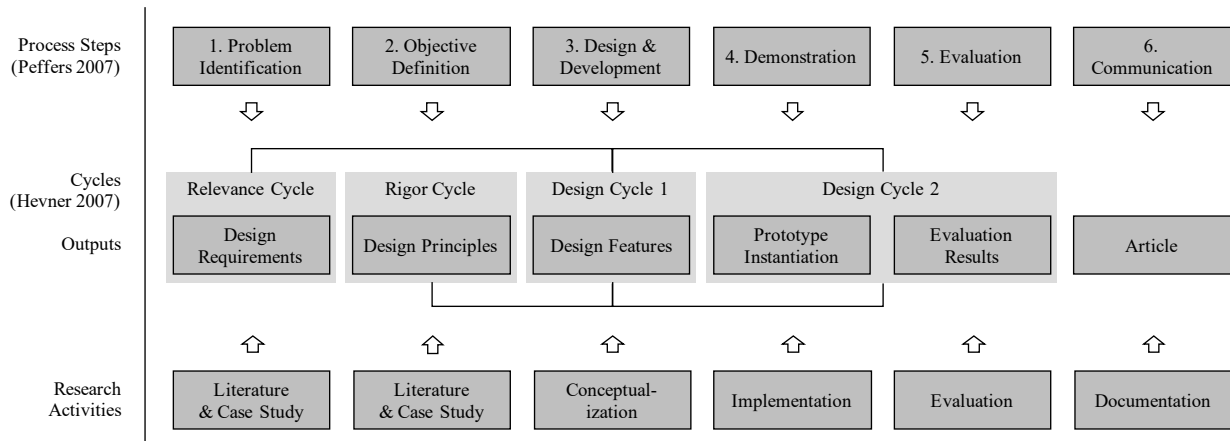 Process Steps
(Peffers 2007)
1. Problem
Identification
2. Objective
Definition
3. Design &
Development
4. Demonstration
5. Evaluation
6.
Communication
Cycles
(Hevner 2007)
Relevance Cycle
Rigor Cycle
Design Cycle 1
Design Cycle 2
Outputs
Design
Requirements
Design Principles
Design Features
Prototype
Instantiation
Evaluation
Results
Article
Research
Activities
Literature
& Case Study
Literature
& Case Study
Conceptual-
ization
Implementation
Evaluation
Documentation